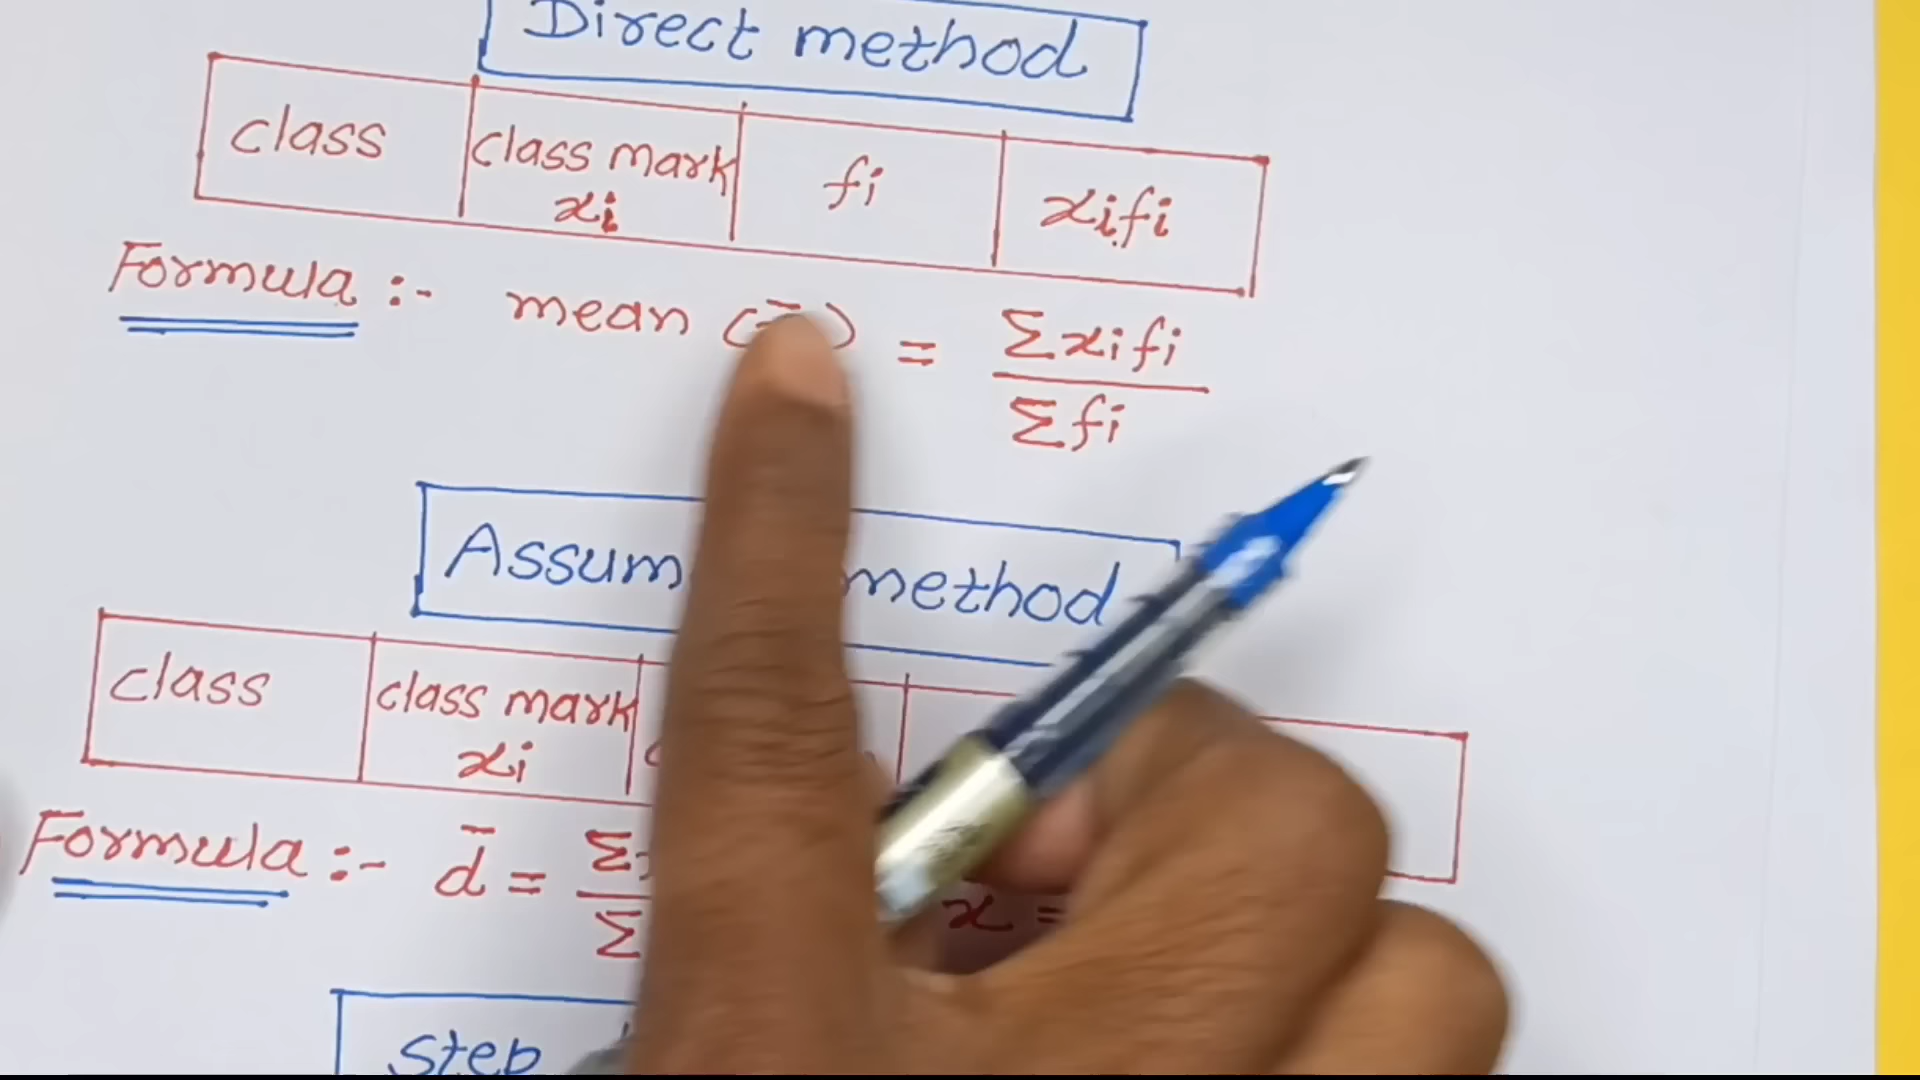 Direct method
class class mark fi xifi
xi
Formula :- mean ( ) = Σxifi
Σfi
method
class class mark
xi
Formula :- d̄ = Σ
Σ
x =
step